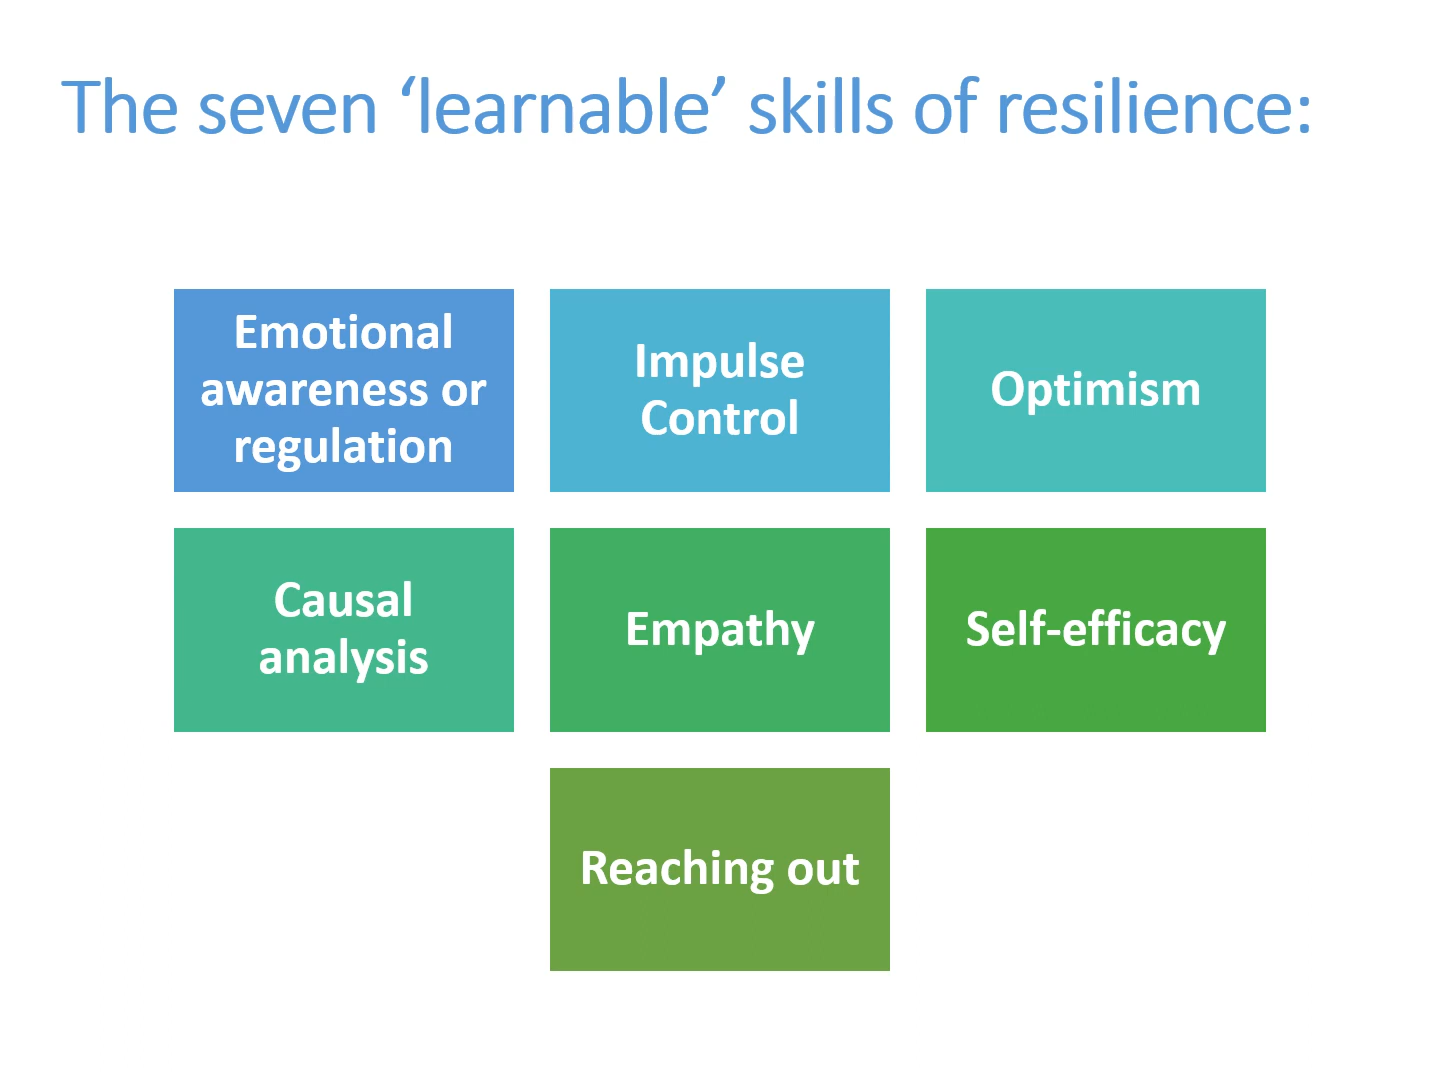 The seven ‘learnable’ skills of resilience:
Emotional
awareness or
regulation
Impulse
Control
Optimism
Causal
analysis
Empathy
Self-efficacy
Reaching out